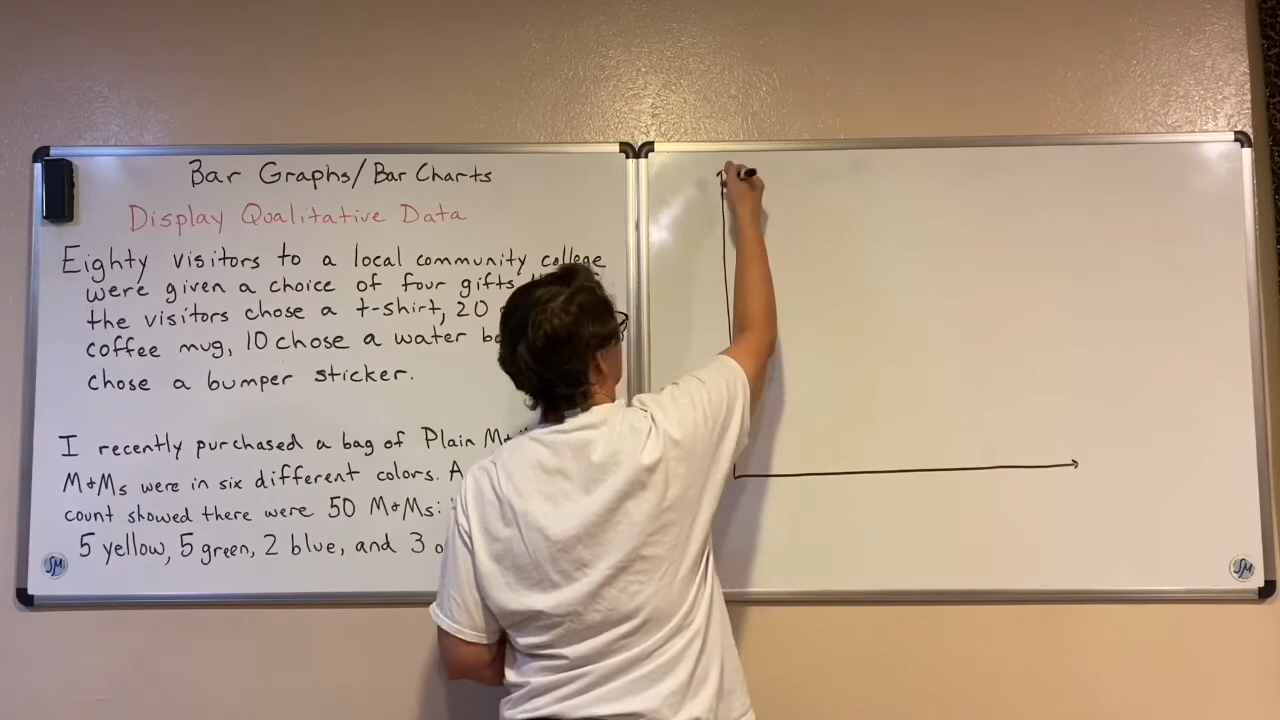 Bar Graphs/Bar Charts
Display Qualitative Data
Eighty visitors to a local community college
were given a choice of four gifts
the visitors chose a t-shirt, 20
coffee mug, 10 chose a water
chose a bumper sticker.
I recently purchased a bag of Plain
M+Ms were in six different colors.
count showed there were 50 M+Ms:
5 yellow, 5 green, 2 blue, and 3
SM
SM